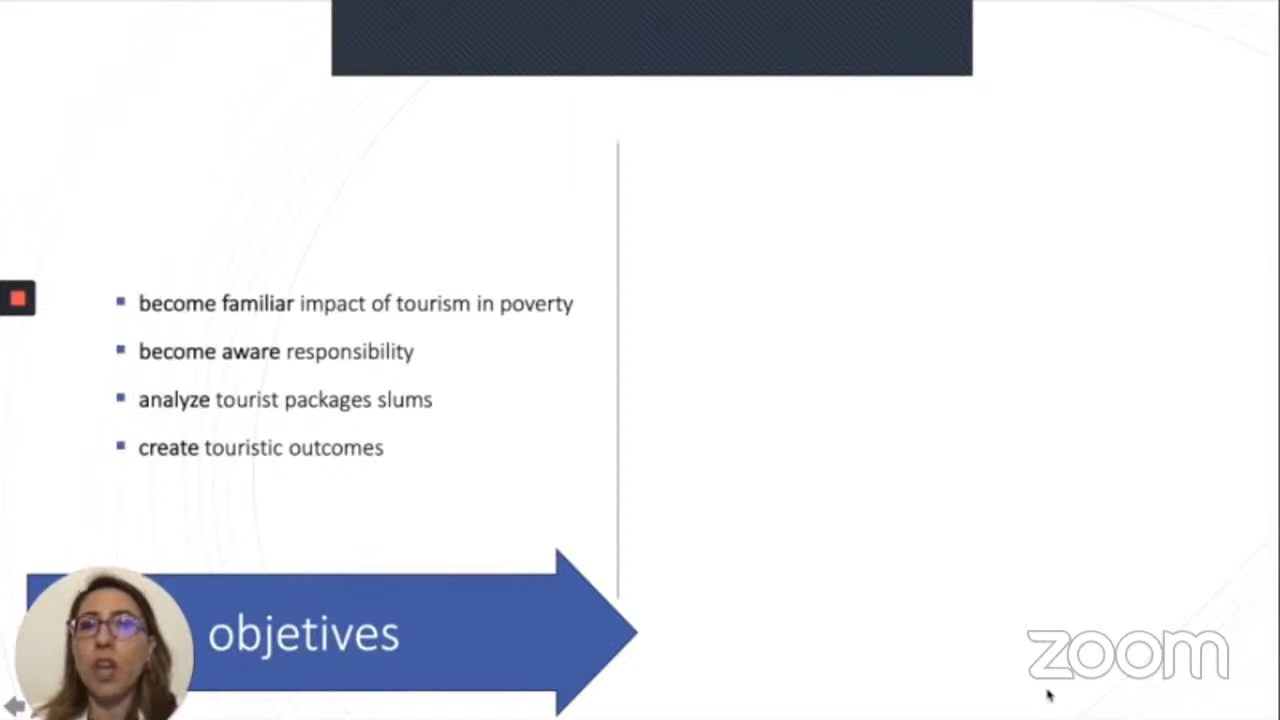 become familiar impact of tourism in poverty
become aware responsibility
analyze tourist packages slums
create touristic outcomes
objetives
zoom